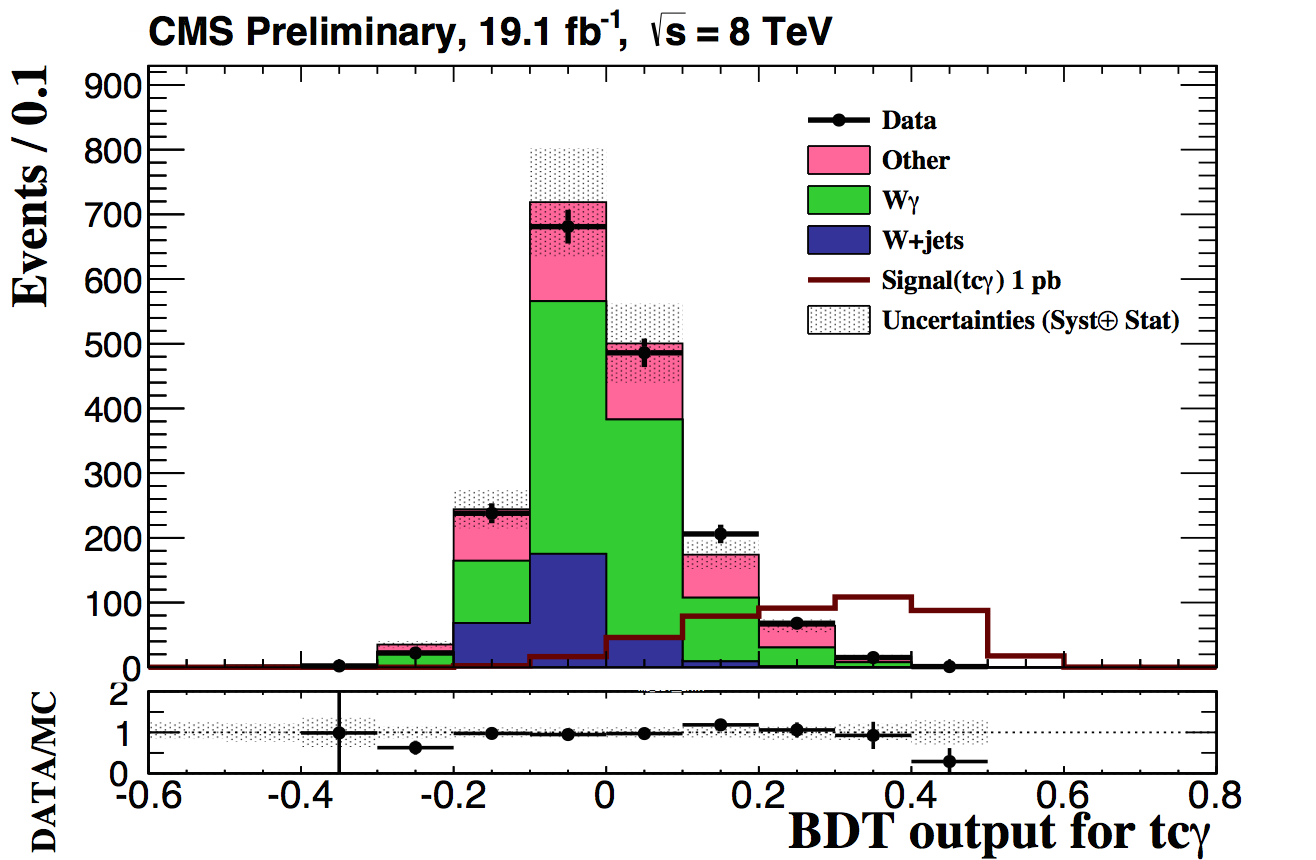 CMS Preliminary, 19.1 fb⁻¹, √s = 8 TeV
Events / 0.1
900
800
700
600
500
400
300
200
100
0
Data
Other
Wγ
W+jets
Signal(tcγ) 1 pb
Uncertainties (Syst⊕ Stat)
DATA/MC
2
1
0
-0.6 -0.4 -0.2 0 0.2 0.4 0.6 0.8
BDT output for tcγ